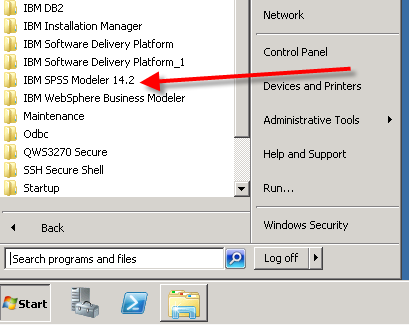 IBM DB2
IBM Installation Manager
IBM Software Delivery Platform
IBM Software Delivery Platform_1
IBM SPSS Modeler 14.2
IBM WebSphere Business Modeler
Maintenance
Odbc
QWS3270 Secure
SSH Secure Shell
Startup
Back
Search programs and files
Network
Control Panel
Devices and Printers
Administrative Tools
Help and Support
Run...
Windows Security
Log off
Start